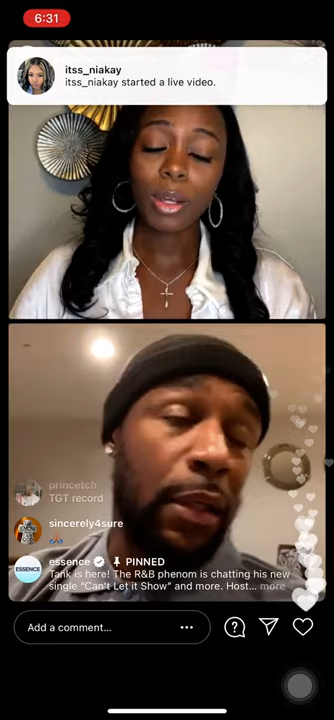 6:31
itss_niakay
itss_niakay started a live video.
princetch
TGT record
sincerely4sure
🙏🏾
ESSENCE
essence PINNED
Tank is here! The R&B phenom is chatting his new
single “Can’t Let it Show” and more. Host... more
Add a comment...